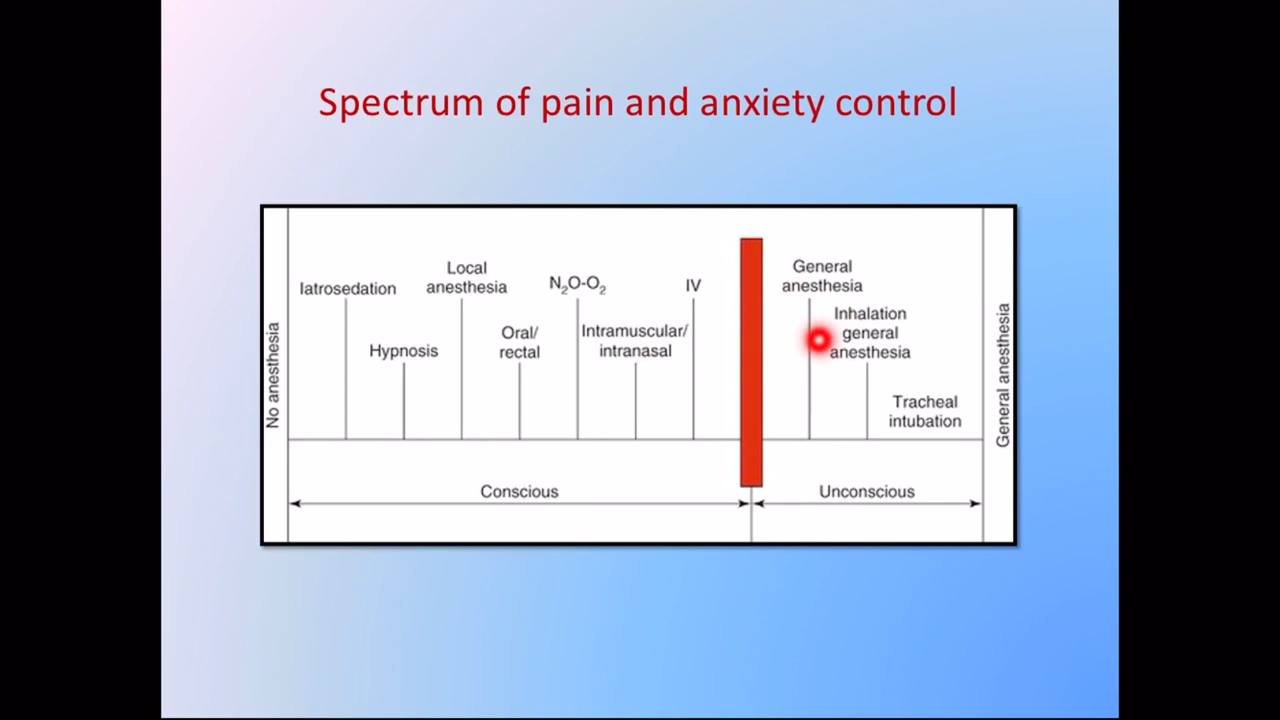 Spectrum of pain and anxiety control
No anesthesia
Iatrosedation
Hypnosis
Local
anesthesia
Oral/
rectal
N₂O-O₂
Intramuscular/
intranasal
IV
General
anesthesia
Inhalation
general
anesthesia
Tracheal
intubation
General anesthesia
Conscious
Unconscious